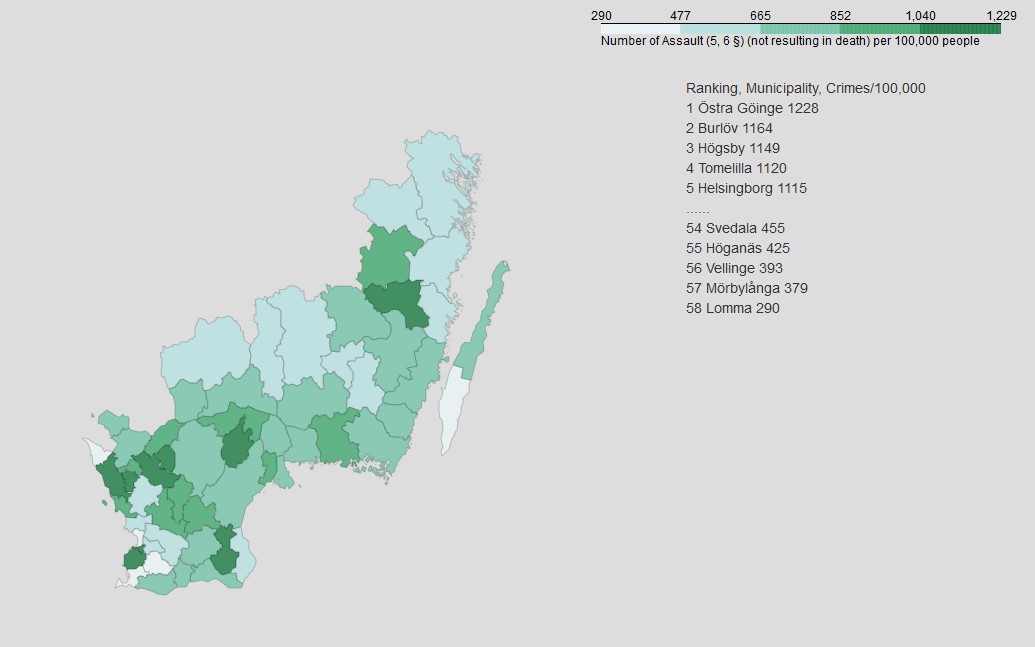 290 477 665 852 1,040 1,229
Number of Assault (5, 6 §) (not resulting in death) per 100,000 people
Ranking, Municipality, Crimes/100,000
1 Östra Göinge 1228
2 Burlöv 1164
3 Högsby 1149
4 Tomelilla 1120
5 Helsingborg 1115
......
54 Svedala 455
55 Höganäs 425
56 Vellinge 393
57 Mörbylånga 379
58 Lomma 290